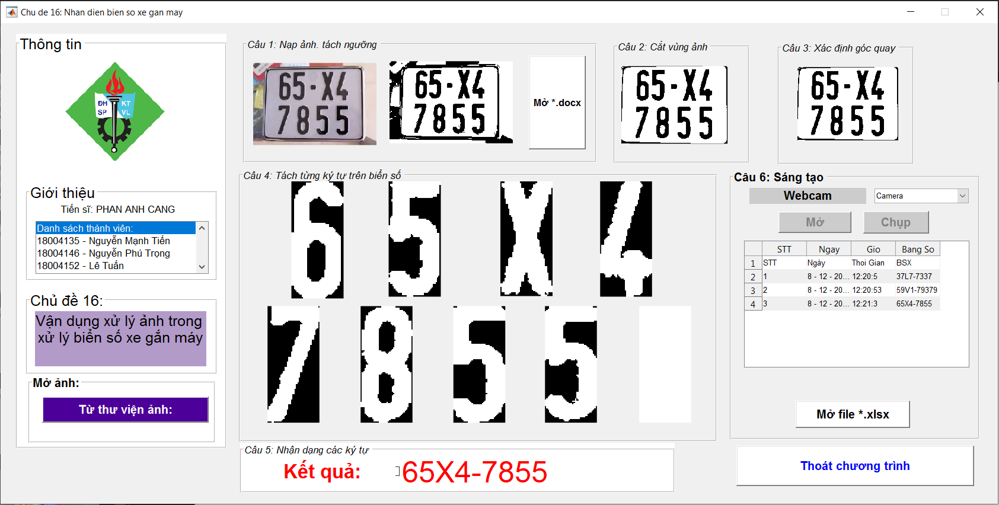 Chu de 16: Nhan dien bien so xe gan may
Thông tin
ĐH KT
SP VL
Giới thiệu
Tiến sĩ: PHAN ANH CANG
Danh sách thành viên:
18004135 - Nguyễn Mạnh Tiến
18004146 - Nguyễn Phú Trọng
18004152 - Lê Tuấn
Chủ đề 16:
Vận dụng xử lý ảnh trong
xử lý biển số xe gắn máy
Mở ảnh:
Từ thư viện ảnh:
Câu 1: Nạp ảnh. tách ngưỡng
65-X4
7855
65-X4
7855
Mở *.docx
Câu 2: Cắt vùng ảnh
65-X4
7855
Câu 3: Xác định góc quay
65-X4
7855
Câu 4: Tách từng ký tự trên biển số
6 5 X 4
7 8 5 5
Câu 5: Nhận dạng các ký tự
Kết quả: 65X4-7855
Câu 6: Sáng tạo
Webcam Camera
Mở Chụp
STT Ngay Gio Bang So
1 STT Ngày Thoi Gian BSX
2 1 8 - 12 - 20... 12:20:5 37L7-7337
3 2 8 - 12 - 20... 12:20:53 59V1-79379
4 3 8 - 12 - 20... 12:21:3 65X4-7855
Mở file *.xlsx
Thoát chương trình